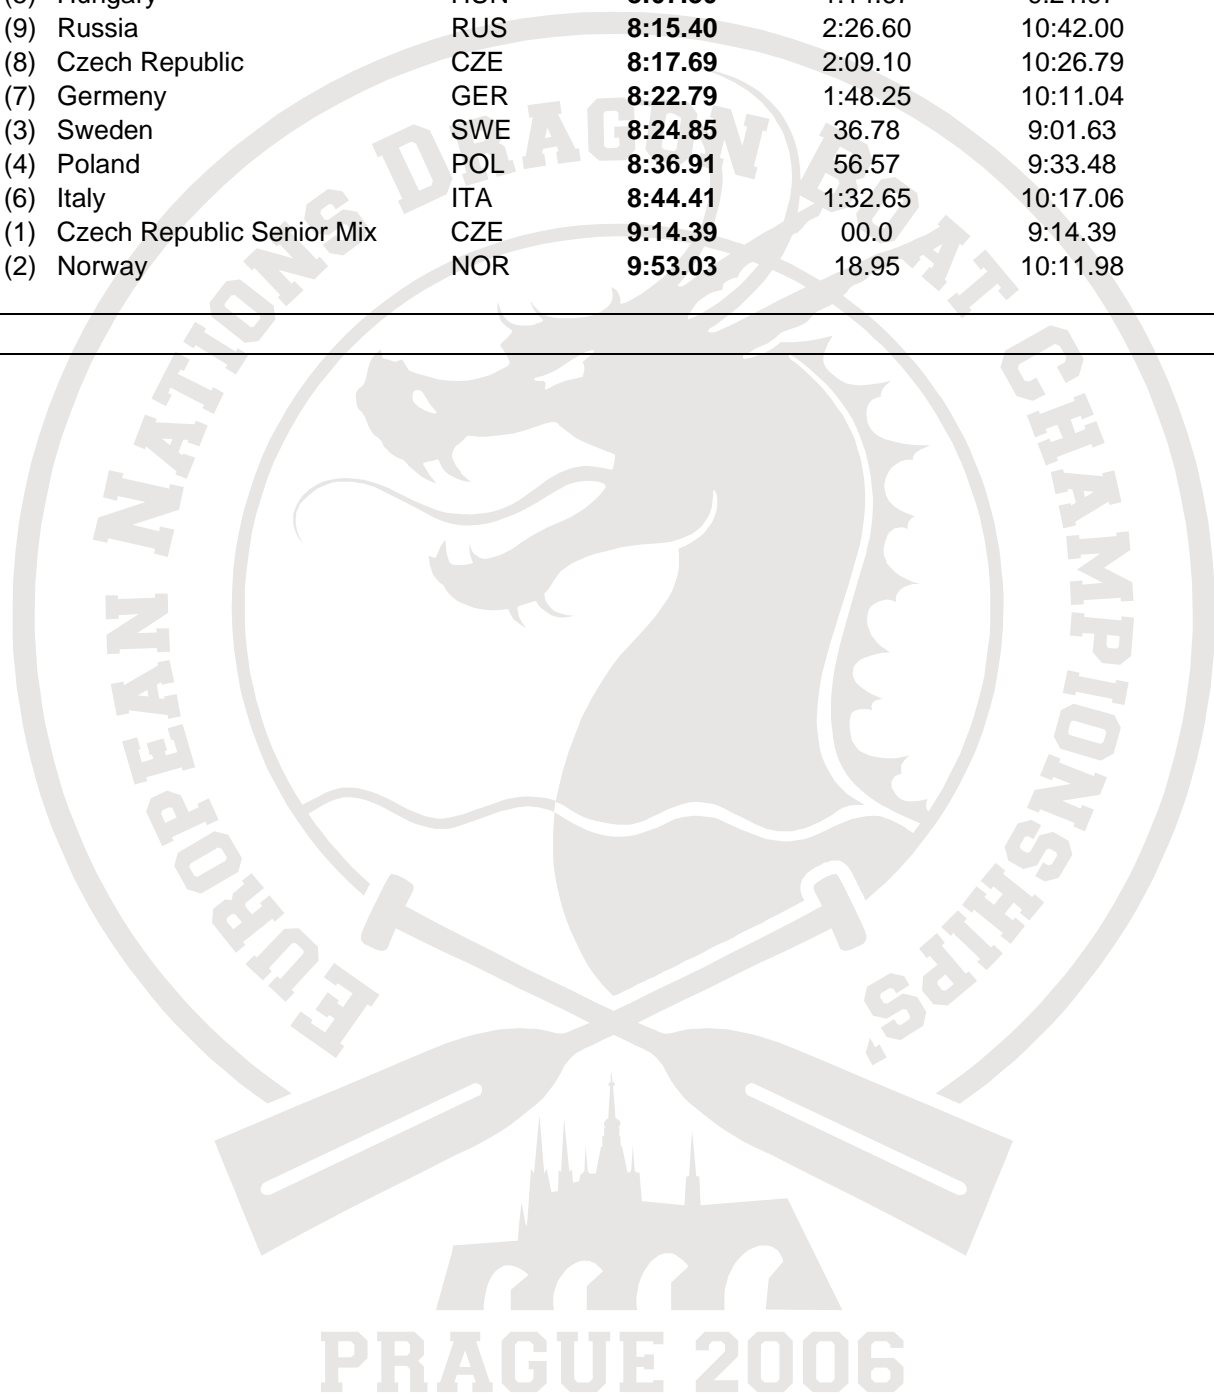 Hungary HUN
(9) Russia RUS 8:15.40 2:26.60 10:42.00
(8) Czech Republic CZE 8:17.69 2:09.10 10:26.79
(7) Germeny GER 8:22.79 1:48.25 10:11.04
(3) Sweden SWE 8:24.85 36.78 9:01.63
(4) Poland POL 8:36.91 56.57 9:33.48
(6) Italy ITA 8:44.41 1:32.65 10:17.06
(1) Czech Republic Senior Mix CZE 9:14.39 00.0 9:14.39
(2) Norway NOR 9:53.03 18.95 10:11.98
EUROPEAN NATIONS DRAGON BOAT CHAMPIONSHIPS'
PRAGUE 2006